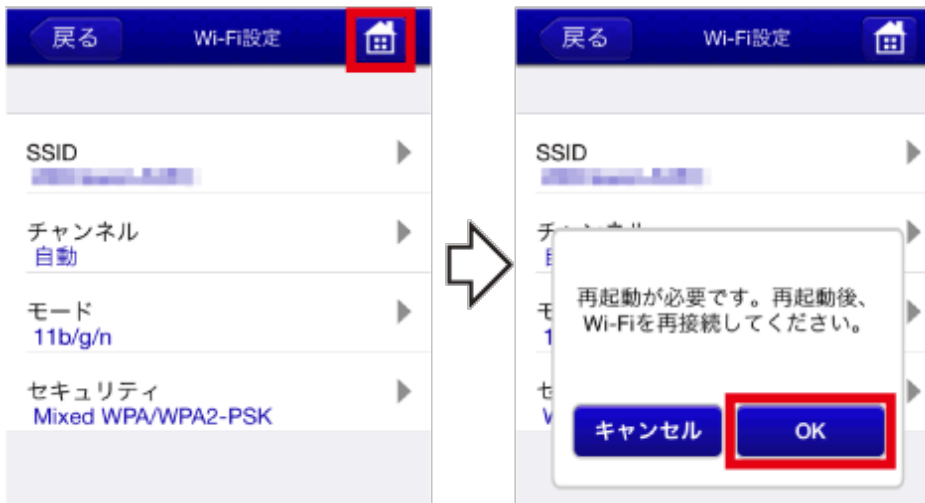 戻る
Wi-Fi設定
SSID
チャンネル
自動
モード
11b/g/n
セキュリティ
Mixed WPA/WPA2-PSK
戻る
Wi-Fi設定
SSID
再起動が必要です。再起動後、
Wi-Fiを再接続してください。
キャンセル
OK